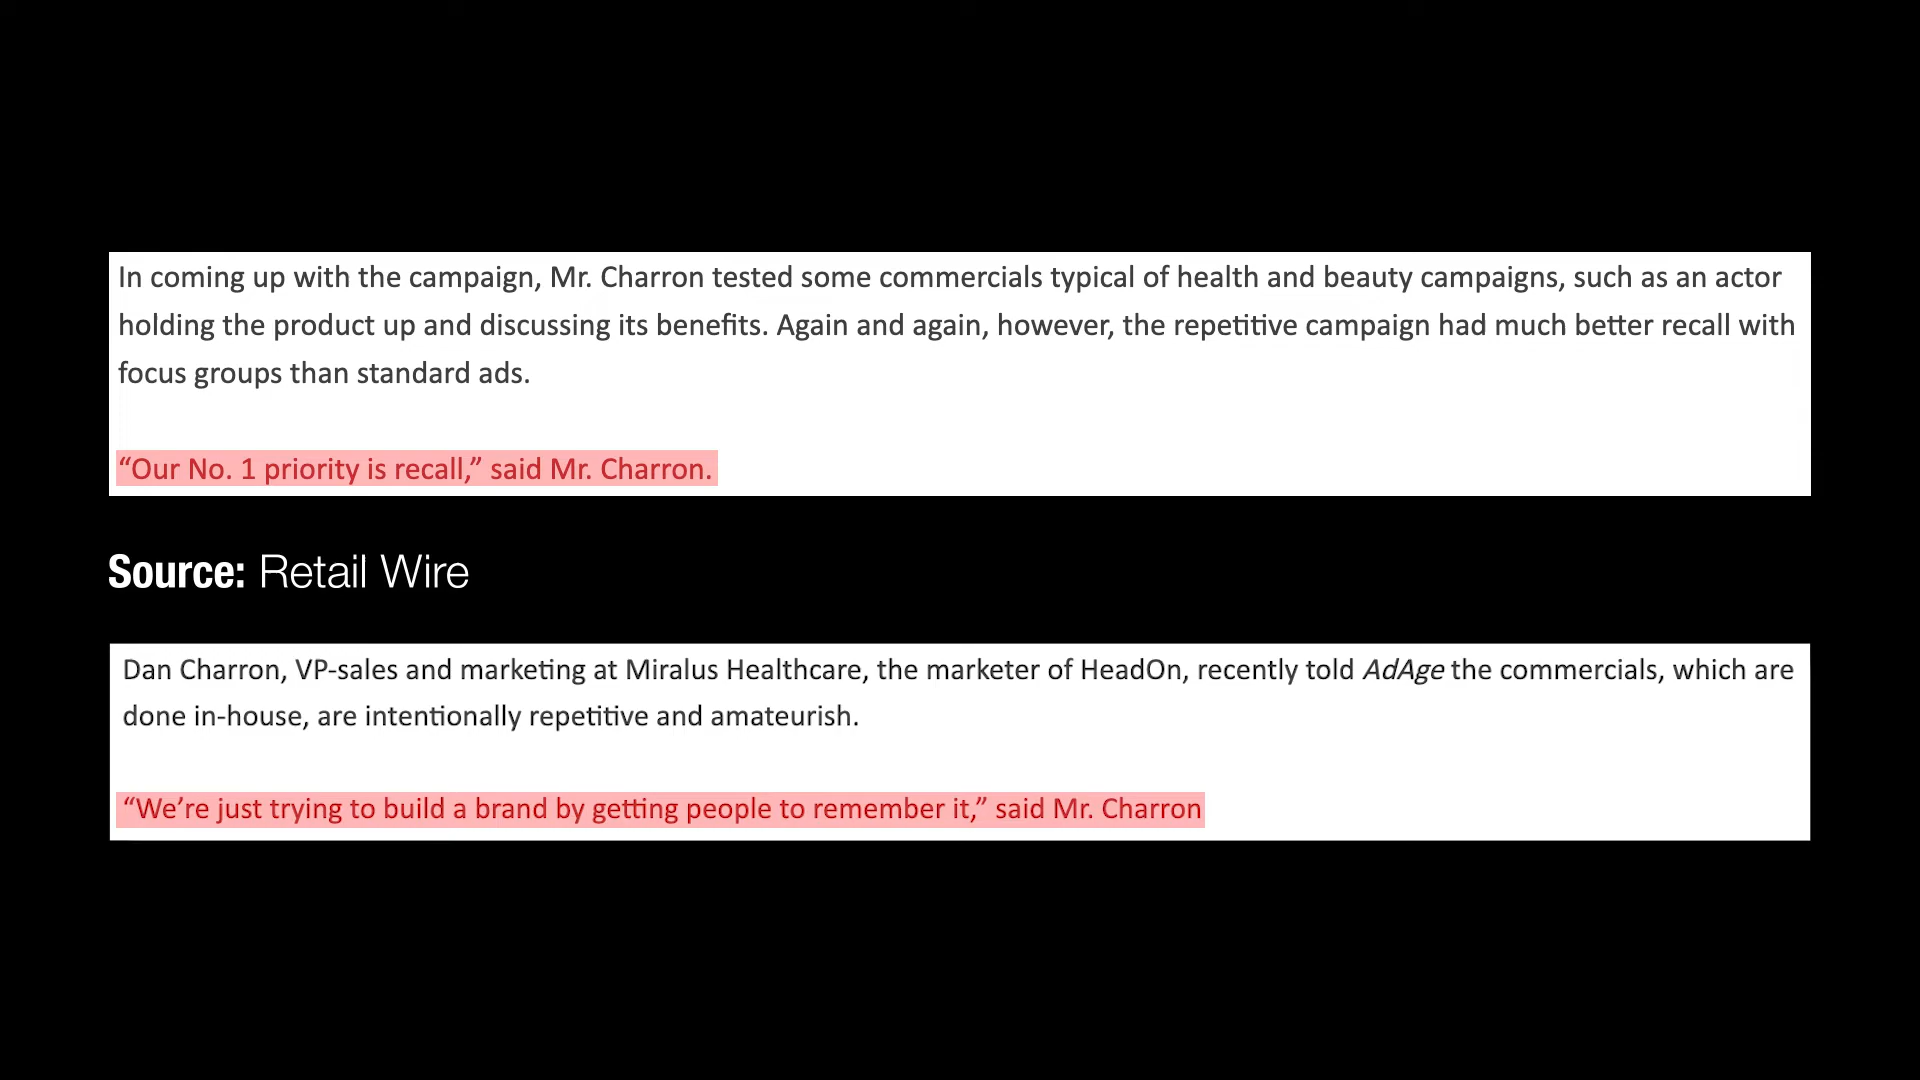 In coming up with the campaign, Mr. Charron tested some commercials typical of health and beauty campaigns, such as an actor
holding the product up and discussing its benefits. Again and again, however, the repetitive campaign had much better recall with
focus groups than standard ads.
“Our No. 1 priority is recall,” said Mr. Charron.
Source: Retail Wire
Dan Charron, VP-sales and marketing at Miralus Healthcare, the marketer of HeadOn, recently told AdAge the commercials, which are
done in-house, are intentionally repetitive and amateurish.
“We’re just trying to build a brand by getting people to remember it,” said Mr. Charron